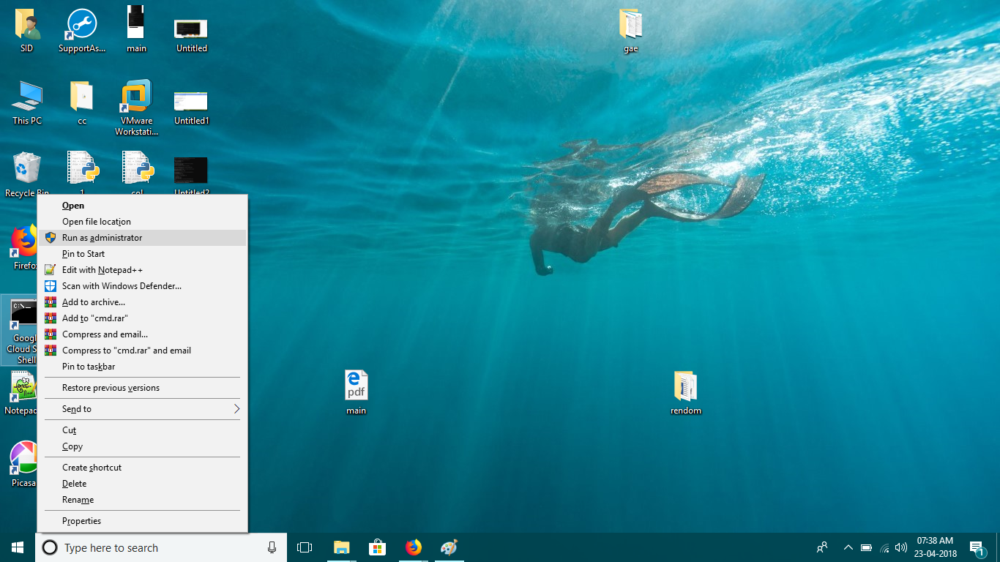 SID
SupportAs...
main
Untitled
gae
This PC
cc
VMware
Workstati...
Untitled1
Recycle Bin
1
col
Untitled2
Firefox
C:\_
Googl
Cloud S
Shell
Notepad
Picasa
Open
Open file location
Run as administrator
Pin to Start
Edit with Notepad++
Scan with Windows Defender...
Add to archive...
Add to "cmd.rar"
Compress and email...
Compress to "cmd.rar" and email
Pin to taskbar
Restore previous versions
Send to
Cut
Copy
Create shortcut
Delete
Rename
Properties
pdf
main
rendom
Type here to search
07:38 AM
23-04-2018
1